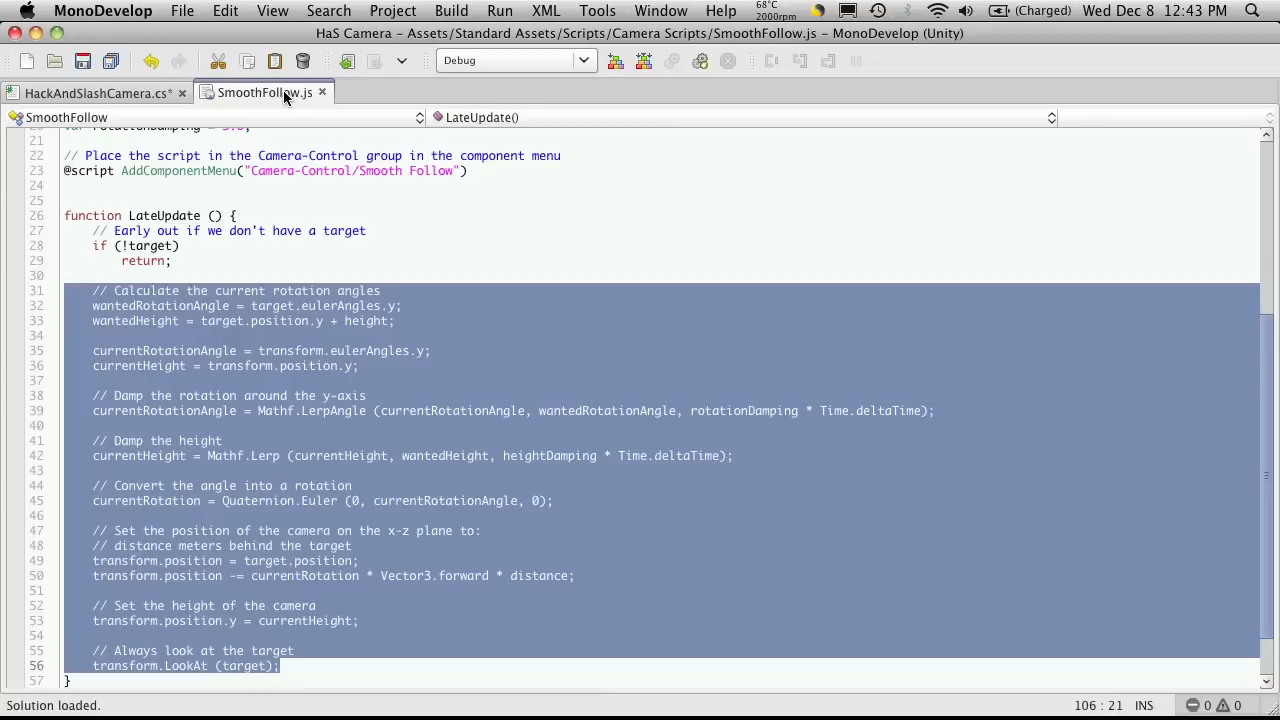 MonoDevelop File Edit View Search Project Build Run XML Tools Window Help 68°C 2000rpm (Charged) Wed Dec 8 12:43 PM
HaS Camera – Assets/Standard Assets/Scripts/Camera Scripts/SmoothFollow.js – MonoDevelop (Unity)
Debug
HackAndSlashCamera.cs* × SmoothFollow.js ×
SmoothFollow LateUpdate()
20 var rotationDamping = 3.0;
21
22 // Place the script in the Camera-Control group in the component menu
23 @script AddComponentMenu("Camera-Control/Smooth Follow")
24
25
26 function LateUpdate () {
27 // Early out if we don't have a target
28 if (!target)
29 return;
30
31 // Calculate the current rotation angles
32 wantedRotationAngle = target.eulerAngles.y;
33 wantedHeight = target.position.y + height;
34
35 currentRotationAngle = transform.eulerAngles.y;
36 currentHeight = transform.position.y;
37
38 // Damp the rotation around the y-axis
39 currentRotationAngle = Mathf.LerpAngle (currentRotationAngle, wantedRotationAngle, rotationDamping * Time.deltaTime);
40
41 // Damp the height
42 currentHeight = Mathf.Lerp (currentHeight, wantedHeight, heightDamping * Time.deltaTime);
43
44 // Convert the angle into a rotation
45 currentRotation = Quaternion.Euler (0, currentRotationAngle, 0);
46
47 // Set the position of the camera on the x-z plane to:
48 // distance meters behind the target
49 transform.position = target.position;
50 transform.position -= currentRotation * Vector3.forward * distance;
51
52 // Set the height of the camera
53 transform.position.y = currentHeight;
54
55 // Always look at the target
56 transform.LookAt (target);
57 }
Solution loaded. 106 : 21 INS 0 0